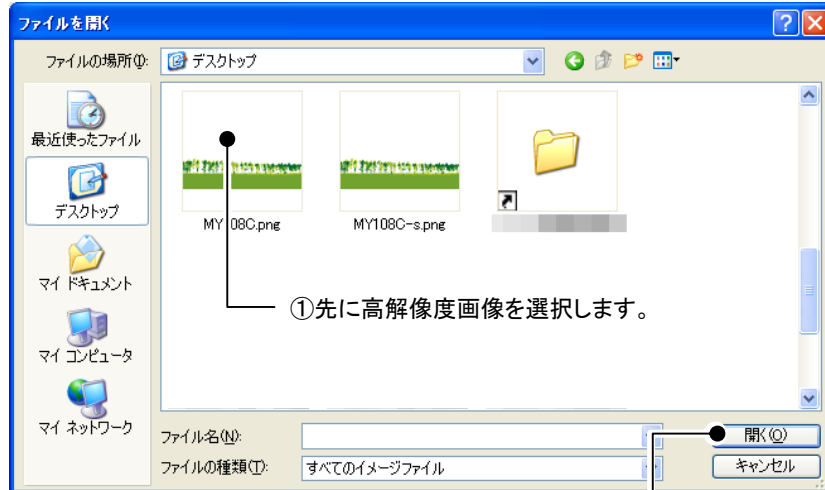 ファイルを開く
ファイルの場所(I):
デスクトップ
最近使ったファイル
デスクトップ
マイ ドキュメント
マイ コンピュータ
マイ ネットワーク
MY108C.png
MY108C-s.png
①先に高解像度画像を選択します。
ファイル名(N):
開く(O)
ファイルの種類(T):
すべてのイメージファイル
キャンセル